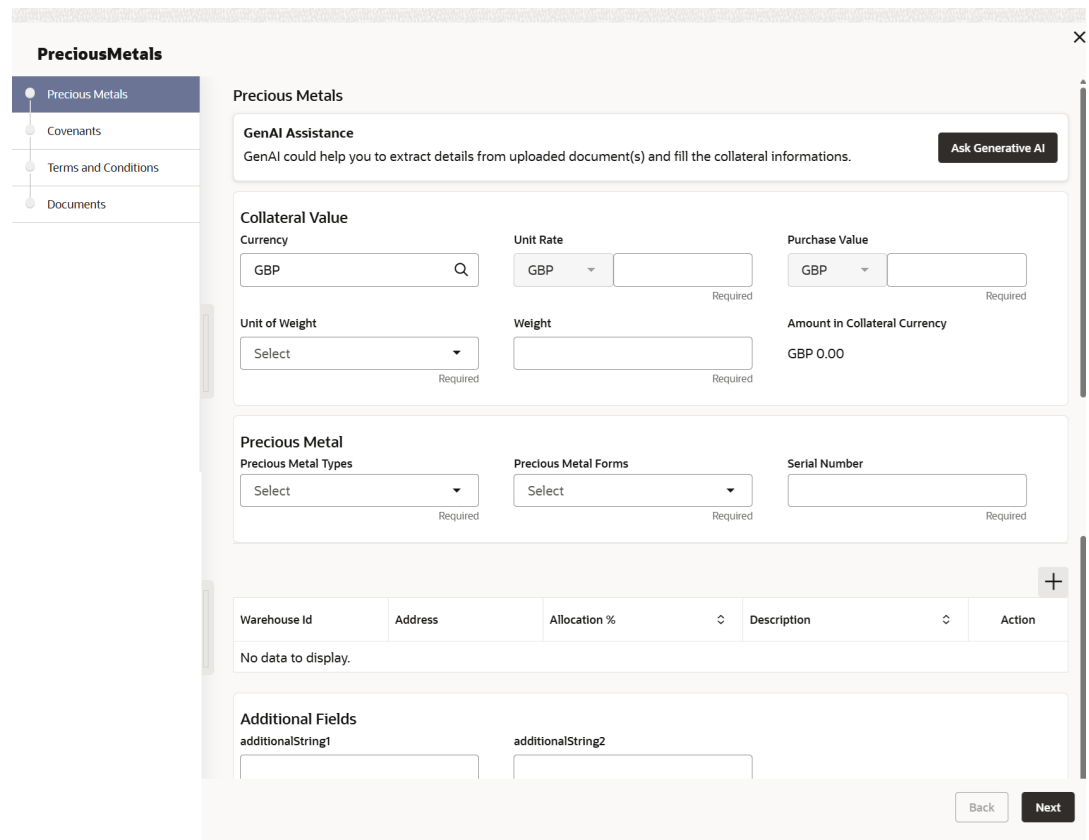 PreciousMetals
Precious Metals
Covenants
Terms and Conditions
Documents
Precious Metals
GenAI Assistance
GenAI could help you to extract details from uploaded document(s) and fill the collateral informations.
Ask Generative AI
Collateral Value
Currency Unit Rate Purchase Value
GBP GBP GBP
Required Required
Unit of Weight Weight Amount in Collateral Currency
Select GBP 0.00
Required Required
Precious Metal
Precious Metal Types Precious Metal Forms Serial Number
Select Select
Required Required Required
Warehouse Id Address Allocation % Description Action
No data to display.
Additional Fields
additionalString1 additionalString2
Back Next